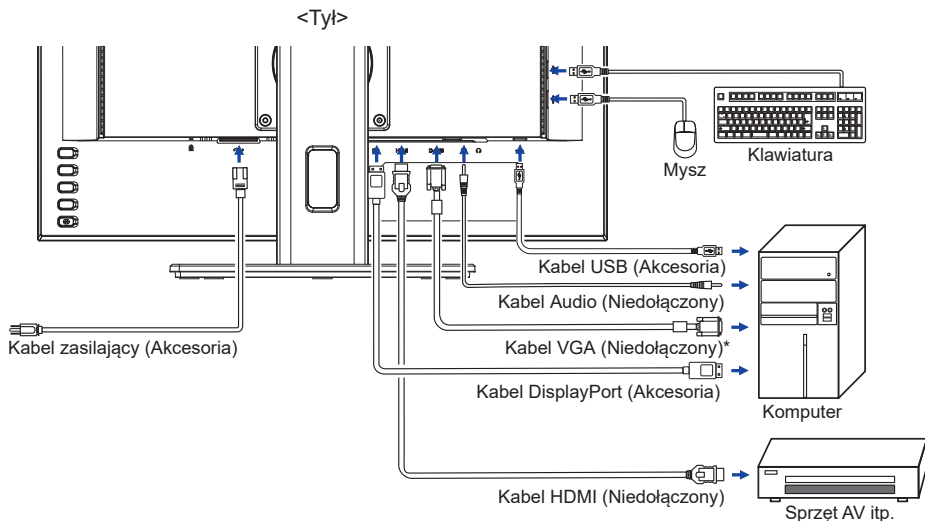 <Tył>
Klawiatura
Mysz
Kabel USB (Akcesoria)
Kabel Audio (Niedołączony)
Kabel zasilający (Akcesoria)
Kabel VGA (Niedołączony)*
Kabel DisplayPort (Akcesoria)
Komputer
Kabel HDMI (Niedołączony)
Sprzęt AV itp.